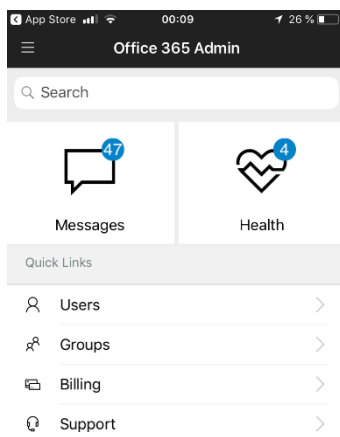 App Store 00:09 26 %
Office 365 Admin
Search
47 4
Messages Health
Quick Links
Users
Groups
Billing
Support